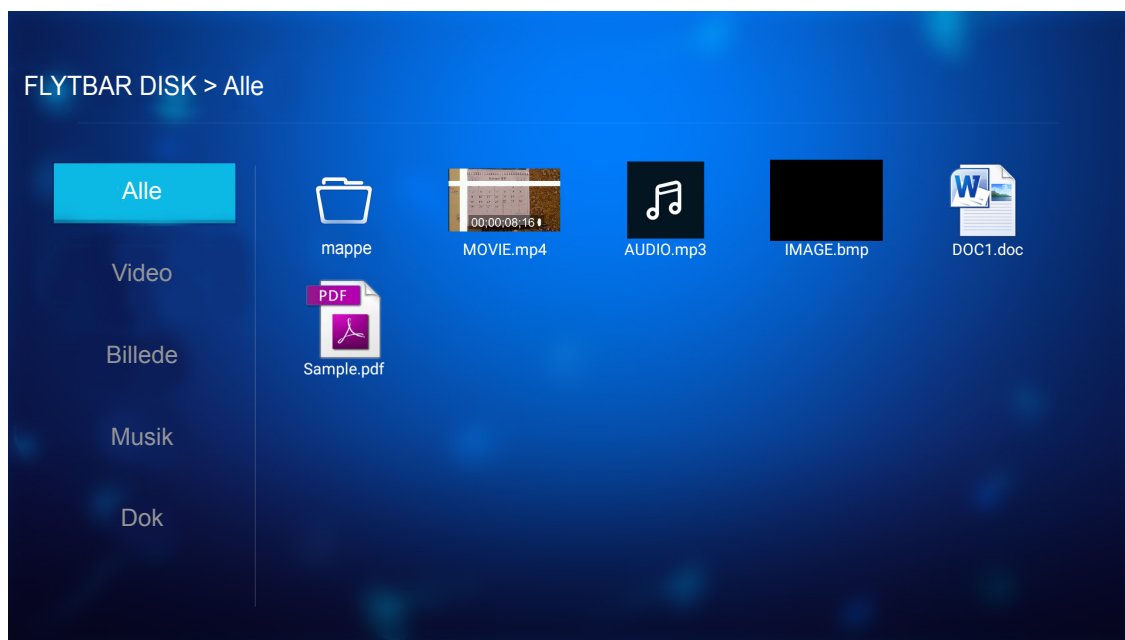 FLYTBAR DISK > Alle
Alle
Video
Billede
Musik
Dok
mappe
00;00;08;16
MOVIE.mp4
AUDIO.mp3
IMAGE.bmp
W
DOC1.doc
PDF
Sample.pdf